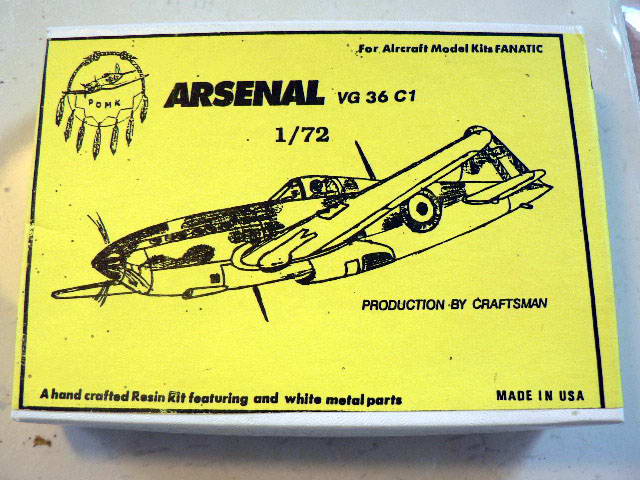 For Aircraft Model Kits FANATIC
POMK
ARSENAL VG 36 C1
1/72
PRODUCTION BY CRAFTSMAN
A hand crafted Resin Kit featuring and white metal parts
MADE IN USA